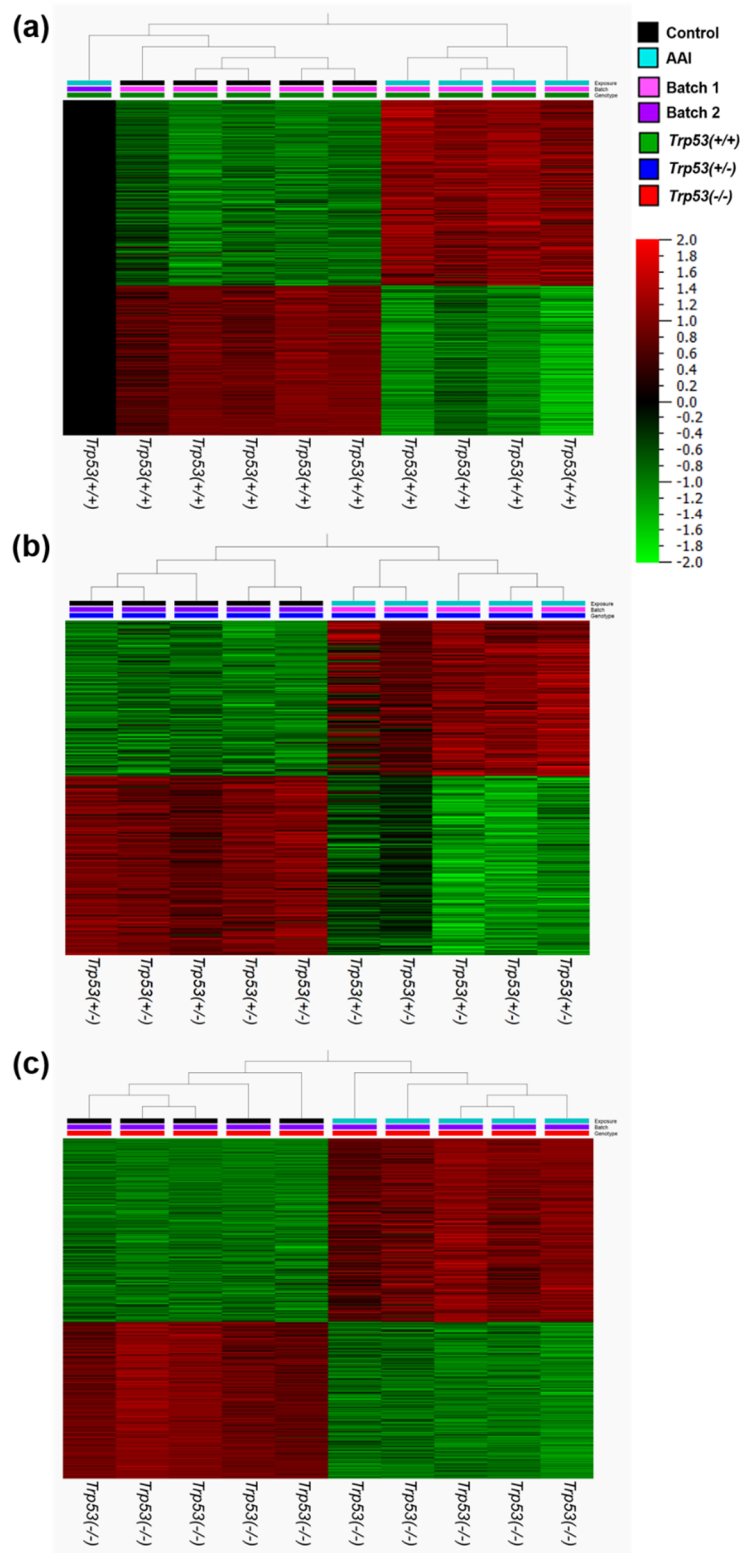 (a)
Control
AAI
Batch 1
Batch 2
Trp53(+/+)
Trp53(+/-)
Trp53(-/-)
Exposure
Batch
Genotype
2.0
1.8
1.6
1.4
1.2
1.0
0.8
0.6
0.4
0.2
0.0
-0.2
-0.4
-0.6
-0.8
-1.0
-1.2
-1.4
-1.6
-1.8
-2.0
Trp53(+/+) Trp53(+/+) Trp53(+/+) Trp53(+/+) Trp53(+/+) Trp53(+/+) Trp53(+/+) Trp53(+/+) Trp53(+/+) Trp53(+/+)
(b)
Exposure
Batch
Genotype
Trp53(+/-) Trp53(+/-) Trp53(+/-) Trp53(+/-) Trp53(+/-) Trp53(+/-) Trp53(+/-) Trp53(+/-) Trp53(+/-) Trp53(+/-)
(c)
Exposure
Batch
Genotype
Trp53(-/-) Trp53(-/-) Trp53(-/-) Trp53(-/-) Trp53(-/-) Trp53(-/-) Trp53(-/-) Trp53(-/-) Trp53(-/-) Trp53(-/-)